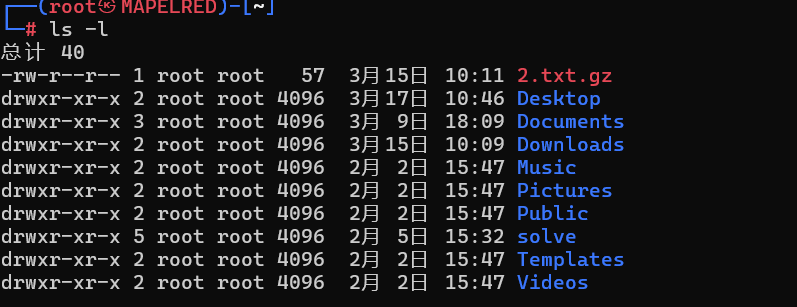 ┌──(root㉿MAPELRED)-[~]
└─# ls -l
总计 40
-rw-r--r-- 1 root root   57  3月15日 10:11 2.txt.gz
drwxr-xr-x 2 root root 4096  3月17日 10:46 Desktop
drwxr-xr-x 3 root root 4096  3月 9日 18:09 Documents
drwxr-xr-x 2 root root 4096  3月15日 10:09 Downloads
drwxr-xr-x 2 root root 4096  2月 2日 15:47 Music
drwxr-xr-x 2 root root 4096  2月 2日 15:47 Pictures
drwxr-xr-x 2 root root 4096  2月 2日 15:47 Public
drwxr-xr-x 5 root root 4096  2月 5日 15:32 solve
drwxr-xr-x 2 root root 4096  2月 2日 15:47 Templates
drwxr-xr-x 2 root root 4096  2月 2日 15:47 Videos